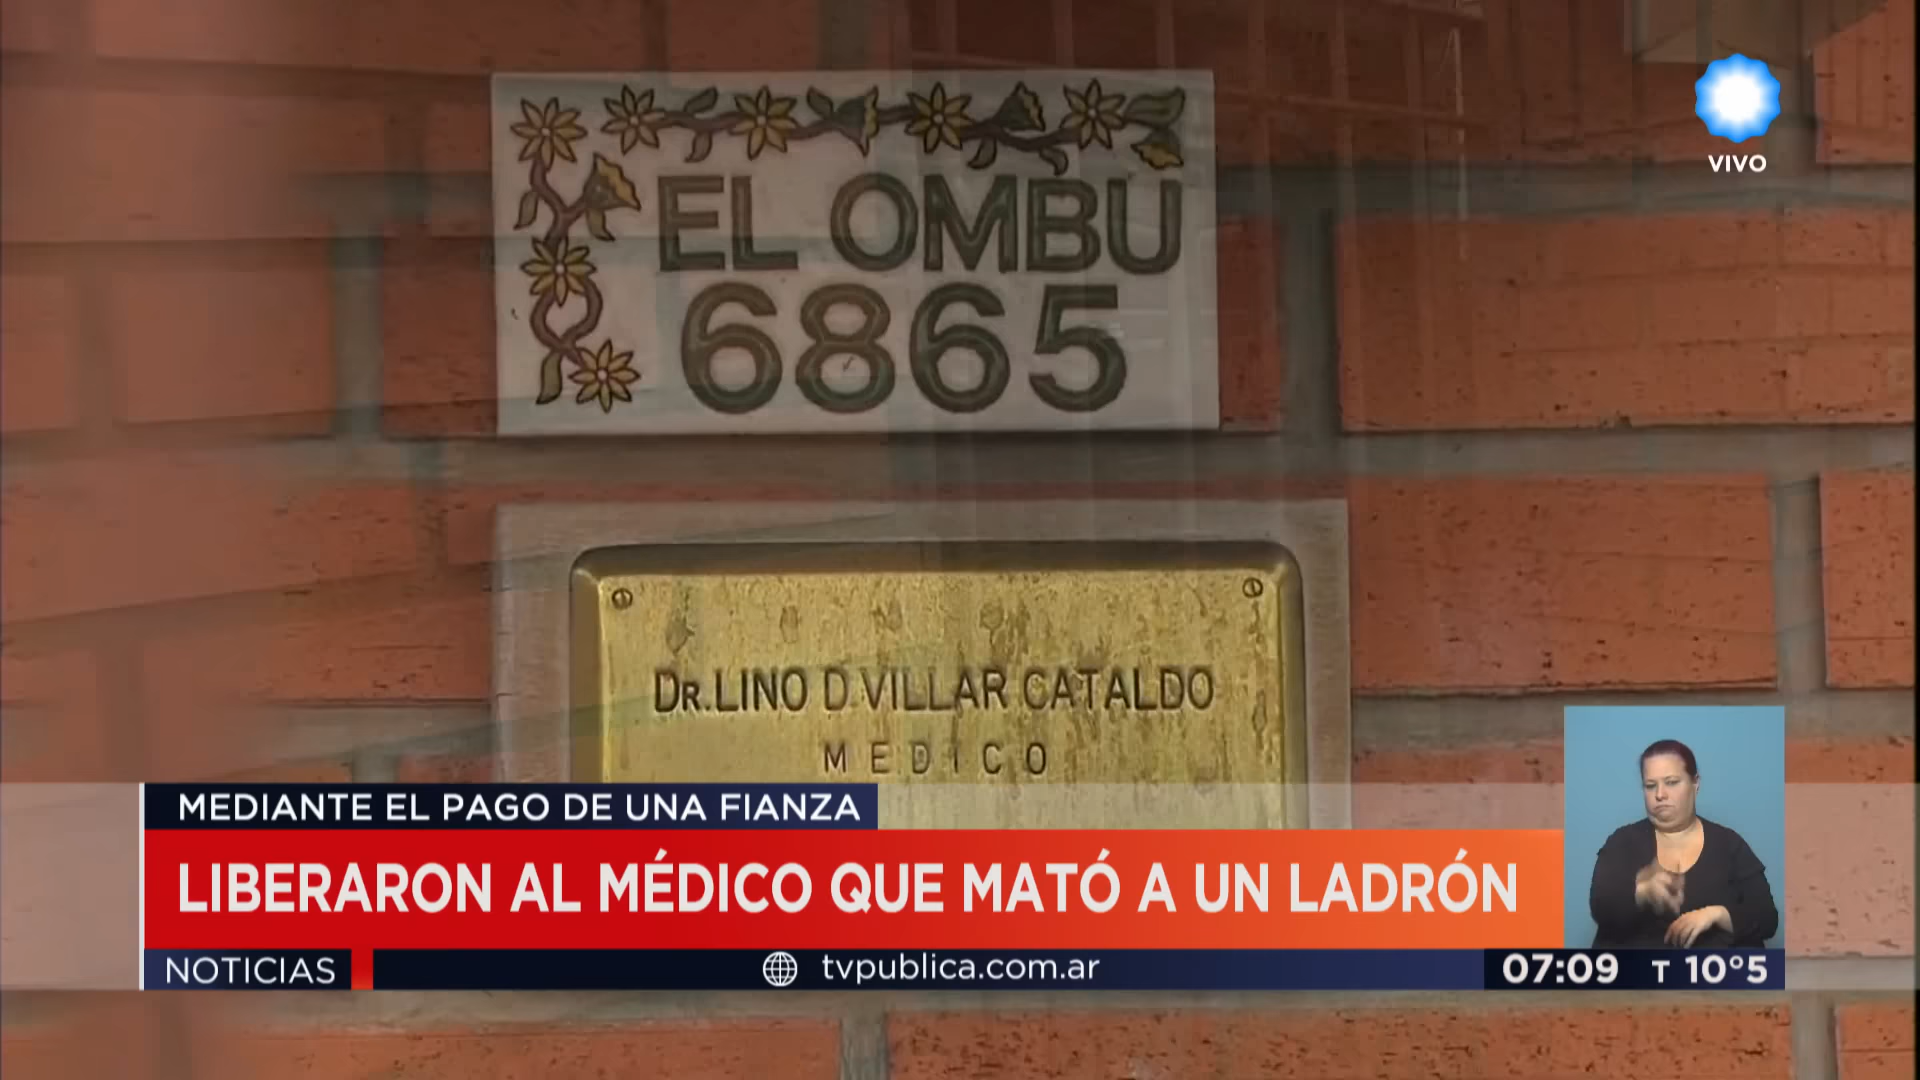 EL OMBÚ
6865
VIVO
DR. LINO D. VILLAR CATALDO
MEDICO
MEDIANTE EL PAGO DE UNA FIANZA
LIBERARON AL MÉDICO QUE MATÓ A UN LADRÓN
NOTICIAS
tvpublica.com.ar
07:09 T 10°5